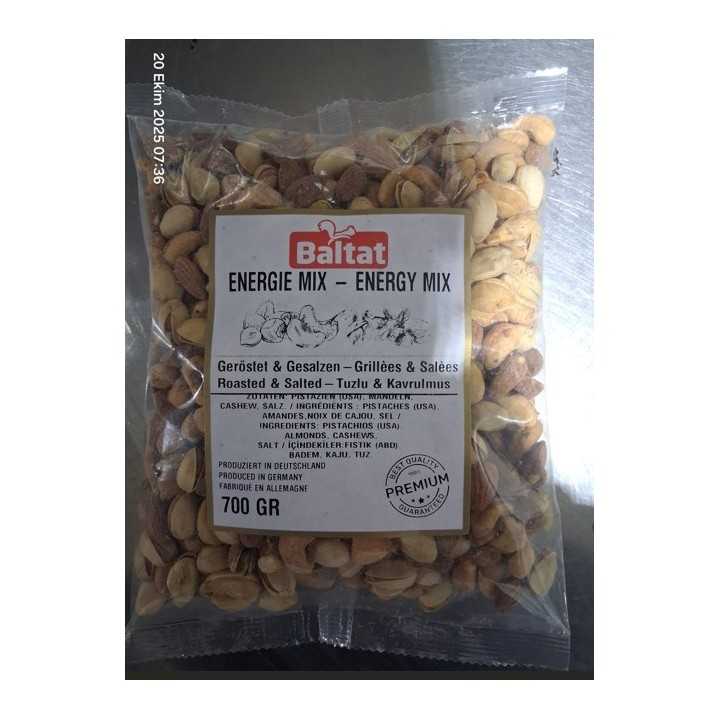 20 Ekim 2025 07:36
Baltat
ENERGIE MIX – ENERGY MIX
Geröstet & Gesalzen – Grillèes & Salèes
Roasted & Salted – Tuzlu & Kavrulmus
ZUTATEN: PISTAZIEN (USA), MANDELN,
CASHEW, SALZ. / INGRÉDIENTS : PISTACHES (USA),
AMANDES,NOIX DE CAJOU, SEL /
INGREDIENTS: PISTACHIOS (USA),
ALMONDS, CASHEWS,
SALT / İÇİNDEKİLER:FISTIK (ABD)
BADEM, KAJU, TUZ
PRODUZIERT IN DEUTSCHLAND
PRODUCED IN GERMANY
FABRIQUÉ EN ALLEMAGNE
700 GR
BEST QUALITY
100%
PREMIUM
GUARANTEED